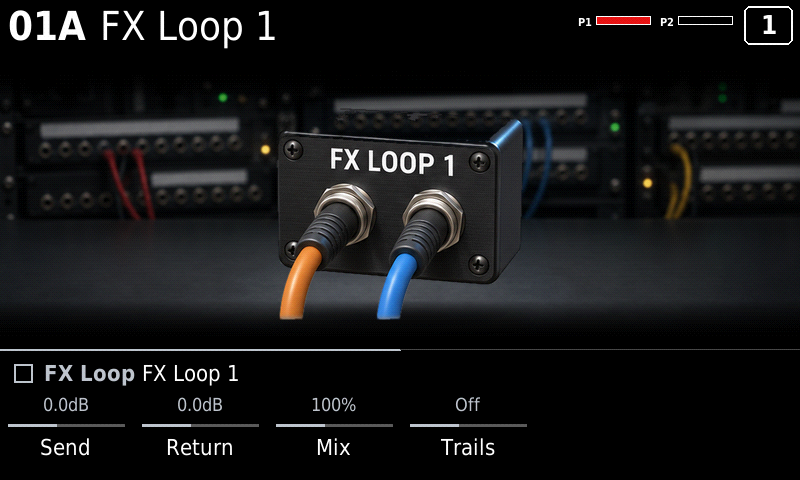 01A FX Loop 1
P1 P2 1
FX LOOP 1
FX Loop FX Loop 1
0.0dB 0.0dB 100% Off
Send Return Mix Trails